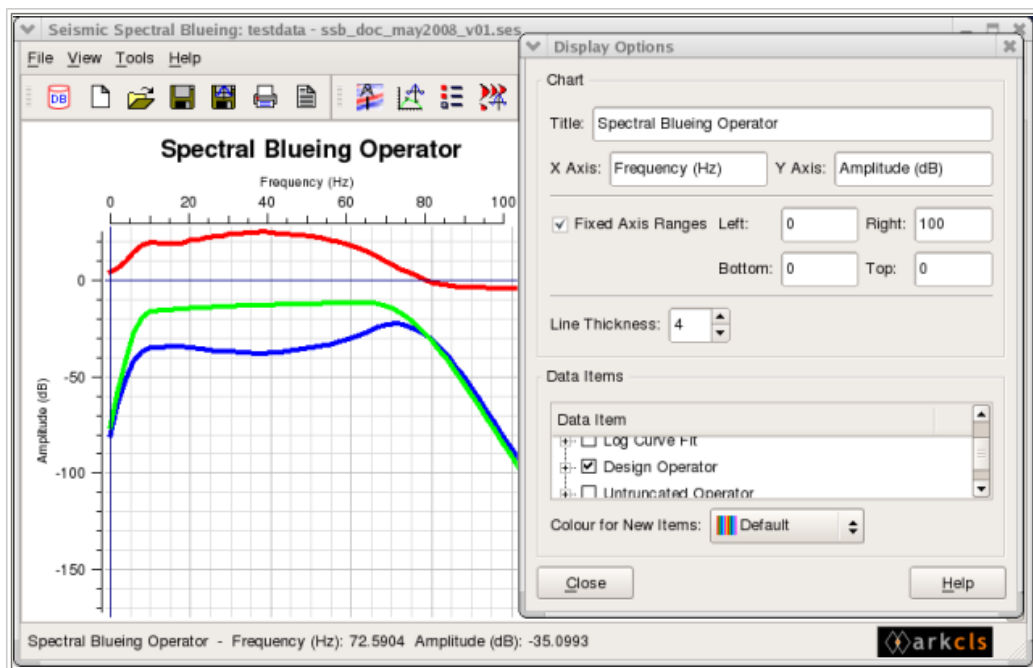 Seismic Spectral Blueing: testdata - ssb_doc_may2008_v01.ses
File View Tools Help
DB
Spectral Blueing Operator
Frequency (Hz)
0 20 40 60 80 100
0
-50
-100
-150
Amplitude (dB)
Display Options
Chart
Title: Spectral Blueing Operator
X Axis: Frequency (Hz) Y Axis: Amplitude (dB)
Fixed Axis Ranges Left: 0 Right: 100
Bottom: 0 Top: 0
Line Thickness: 4
Data Items
Data Item
Log Curve Fit
Design Operator
Untruncated Operator
Colour for New Items: Default
Close Help
Spectral Blueing Operator - Frequency (Hz): 72.5904 Amplitude (dB): -35.0993
arkcls